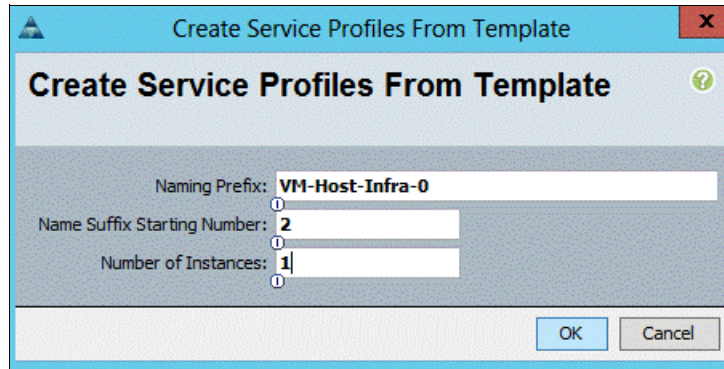 Create Service Profiles From Template
X
Create Service Profiles From Template
?
Naming Prefix: VM-Host-Infra-0
Name Suffix Starting Number: 2
Number of Instances: 1
OK Cancel